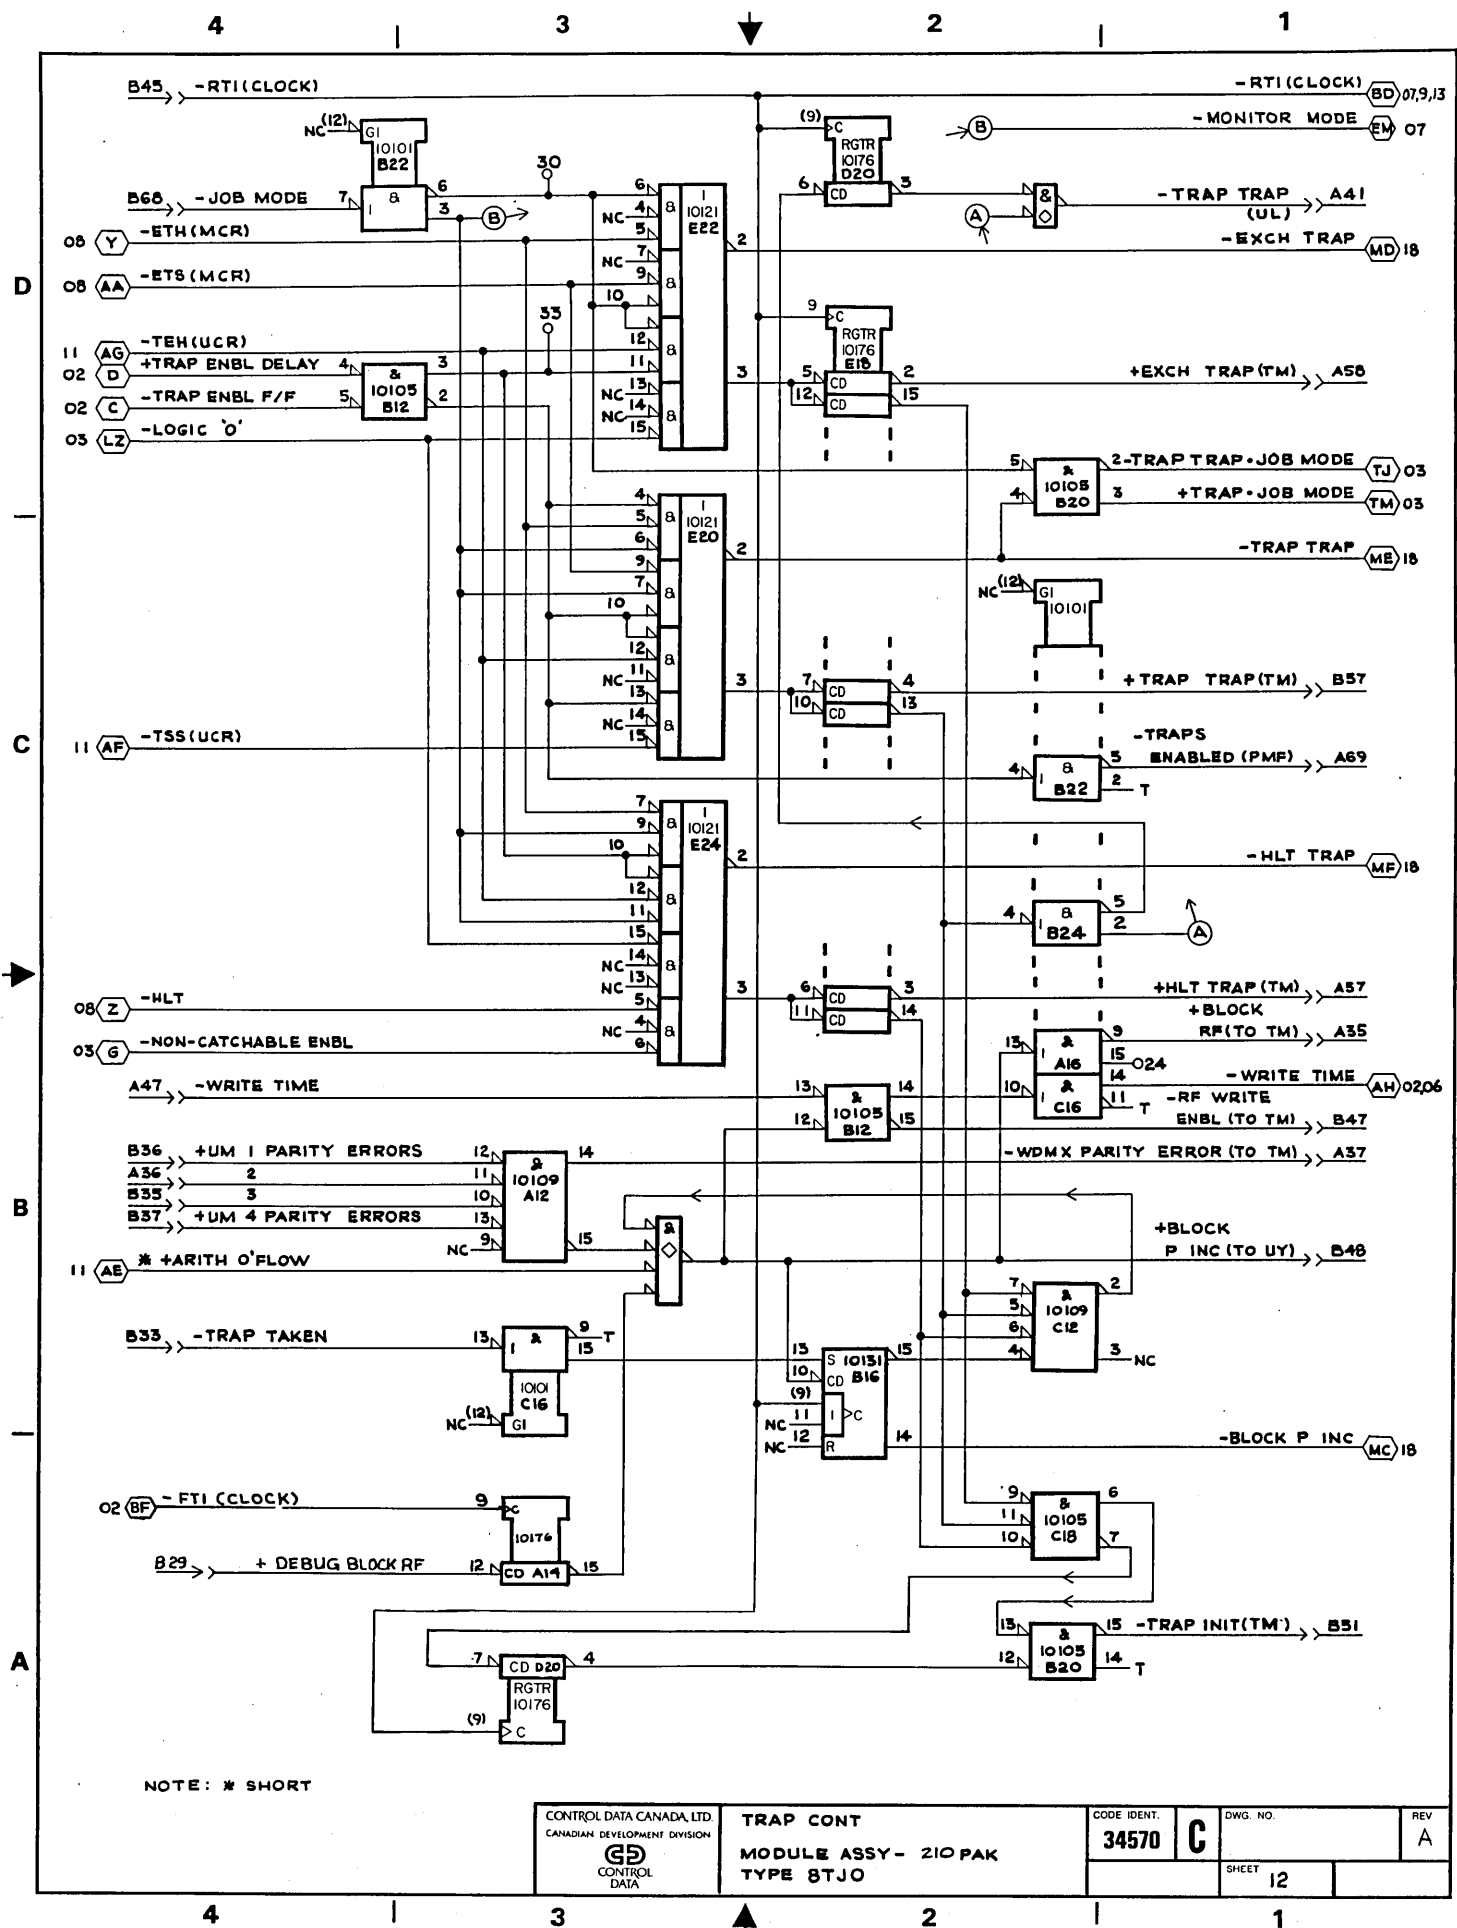 4 3 2 1
B45 -RTI(CLOCK) -RTI(CLOCK) BD 07,9,13
NC (12) GI 10101 B22
(9) C RGTR 10176 D20
B -MONITOR MODE EM 07
30
B68 -JOB MODE 7 I & 6 3 B
6 CD 3 & -TRAP TRAP (UL) A41
A
08 Y -ETH(MCR)
-EXCH TRAP MD 18
6 4 NC 5 7 NC 9 10 12 11 13 NC 14 NC 15
& & & & I 10121 E22 2 3
D
08 AA -ETS(MCR)
33
9 C RGTR 10176 E18
11 AG -TEH(UCR)
02 D +TRAP ENBL DELAY 4 & 3
5 CD 2 +EXCH TRAP(TM) A58
02 C -TRAP ENBL F/F 5 10105 B12 2
12 CD 15
03 LZ -LOGIC '0'
5 & 2 -TRAP TRAP·JOB MODE TJ 03
4 10105 B20 3 +TRAP·JOB MODE TM 03
4 5 6 9 7 10 12 11 NC 13 14 NC 15
& & & & I 10121 E20 2 3
-TRAP TRAP ME 18
NC (12) GI 10101
7 CD 4 +TRAP TRAP(TM) B57
10 CD 13
C
11 AF -TSS(UCR)
-TRAPS
4 I & B22 5 ENABLED (PMF) A69
2 T
7 9 10 12 11 15 14 NC 13 NC 5 4 NC 6
& & & & I 10121 E24 2 3
-HLT TRAP MF 18
4 I & B24 5 2 A
08 Z -HLT
6 CD 3 +HLT TRAP(TM) A57
11 CD 14
+BLOCK
03 G -NON-CATCHABLE ENBL
13 I & A16 9 RF(TO TM) A35
15 24
A47 -WRITE TIME 13 & 14
10 I & C16 14 -WRITE TIME AH 02,06
11 T
-RF WRITE
12 10105 B12 15 ENBL (TO TM) B47
B36 +UM 1 PARITY ERRORS 12 & 14 -WDMX PARITY ERROR (TO TM) A37
A36 2 11 10109
B35 3 10 A12
B
B37 +UM 4 PARITY ERRORS 13
NC 9 15 &
11 AE * +ARITH O'FLOW
+BLOCK
P INC (TO UY) B48
7 5 6 4 & 10109 C12 2
3 NC
B33 -TRAP TAKEN 13 I & 9 T
15
10101 C16
NC (12) GI
13 S 10131 B16 15
10 CD
(9) I C
NC 11
NC 12 R 14
-BLOCK P INC MC 18
02 BF -FTI (CLOCK) 9 C
10176
B29 + DEBUG BLOCK RF 12 CD A14 15
9 11 10 & 10105 C18 6 7
A
13 & 15 -TRAP INIT(TM) B51
12 10105 B20 14 T
7 CD D20 4
RGTR 10176
(9) C
NOTE: * SHORT
CONTROL DATA CANADA, LTD.
CANADIAN DEVELOPMENT DIVISION
CONTROL
DATA
TRAP CONT
MODULE ASSY- 210 PAK
TYPE 8TJ0
CODE IDENT.
34570
C
DWG. NO.
REV
A
SHEET
12
4 3 2 1